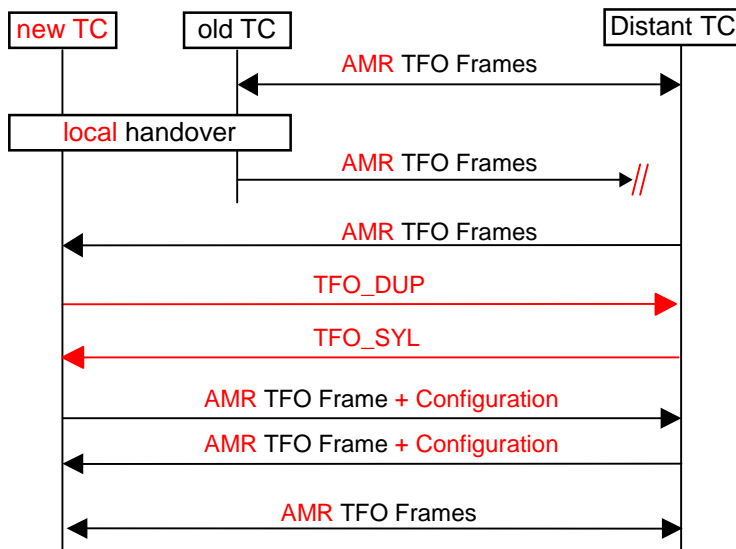 new TC
old TC
Distant TC
AMR TFO Frames
local handover
AMR TFO Frames
//
AMR TFO Frames
TFO_DUP
TFO_SYL
AMR TFO Frame + Configuration
AMR TFO Frame + Configuration
AMR TFO Frames